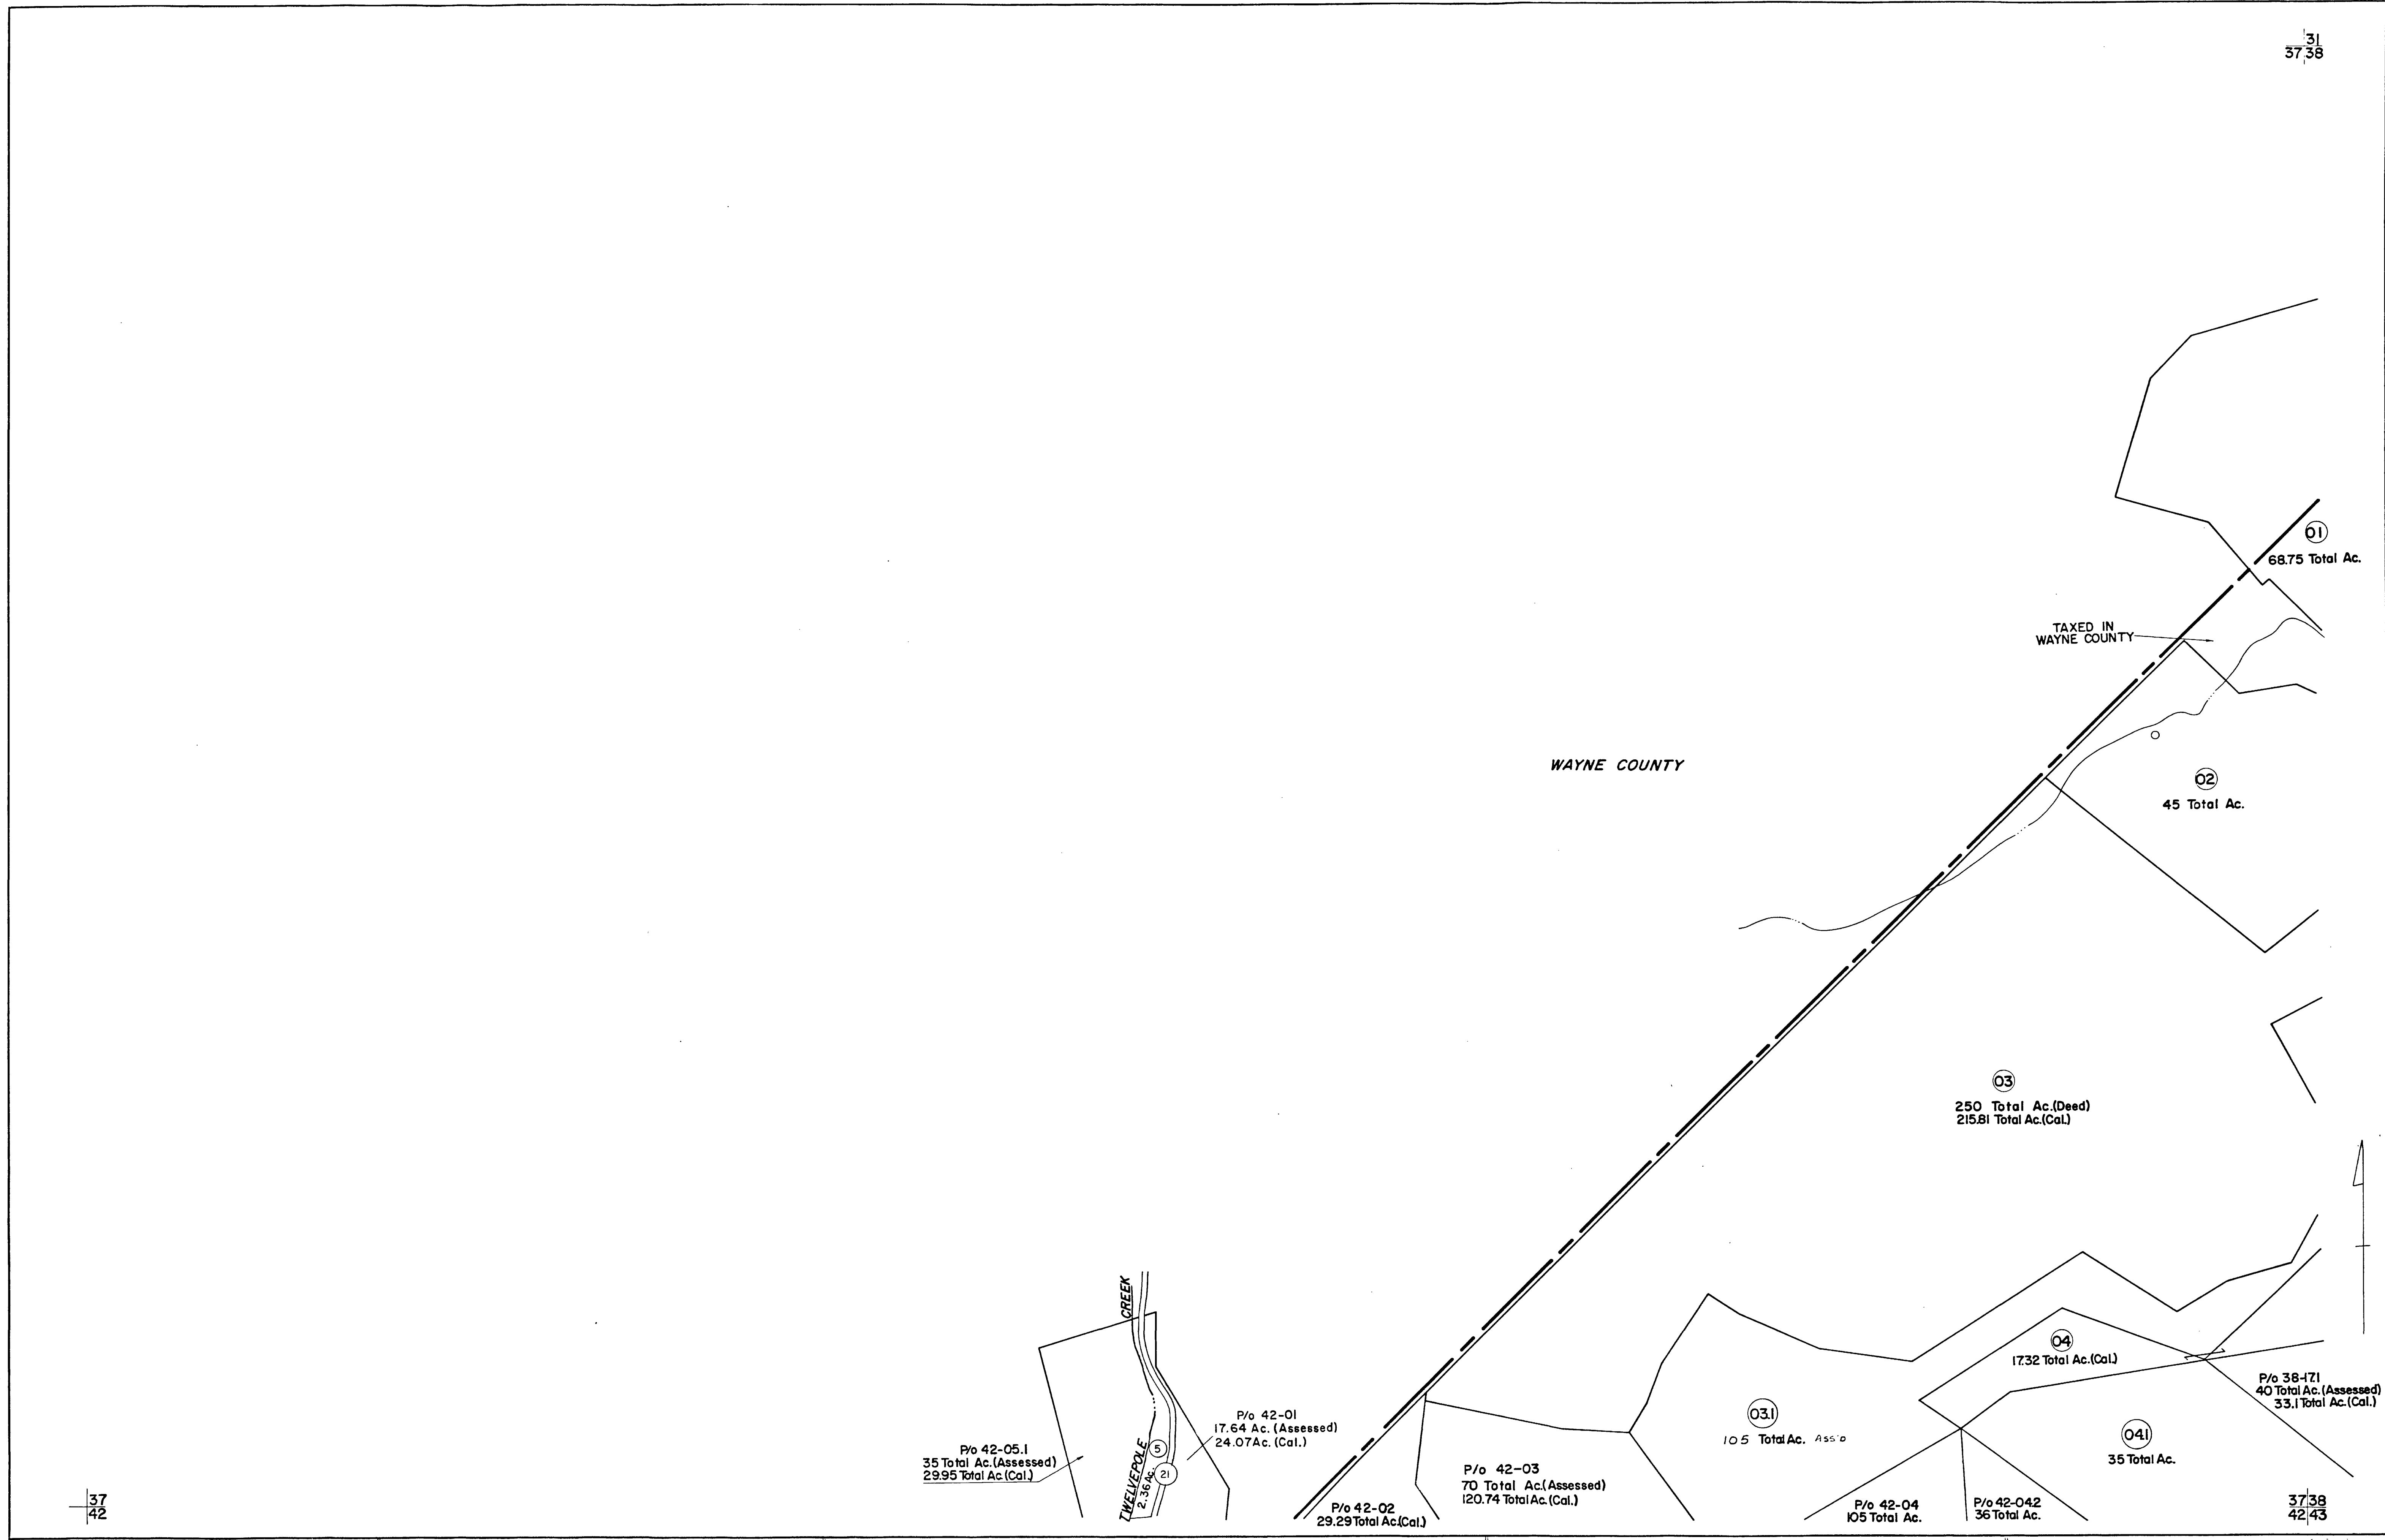 31
37 38
01
68.75 Total Ac.
TAXED IN
WAYNE COUNTY
WAYNE COUNTY
02
45 Total Ac.
03
250 Total Ac.(Deed)
215.81 Total Ac.(Cal.)
CREEK
TWELVEPOLE
2.36 Ac.
5
21
P/o 42-05.1
35 Total Ac.(Assessed)
29.95 Total Ac.(Cal.)
P/o 42-01
17.64 Ac. (Assessed)
24.07 Ac. (Cal.)
P/o 42-02
29.29 Total Ac.(Cal.)
P/o 42-03
70 Total Ac.(Assessed)
120.74 Total Ac.(Cal.)
03.1
105 Total Ac. Ass'd
04
17.32 Total Ac.(Cal.)
P/o 38-17.1
40 Total Ac.(Assessed)
33.1 Total Ac.(Cal.)
04.1
35 Total Ac.
P/o 42-04
105 Total Ac.
P/o 42-04.2
36 Total Ac.
37
42
37 38
42 43